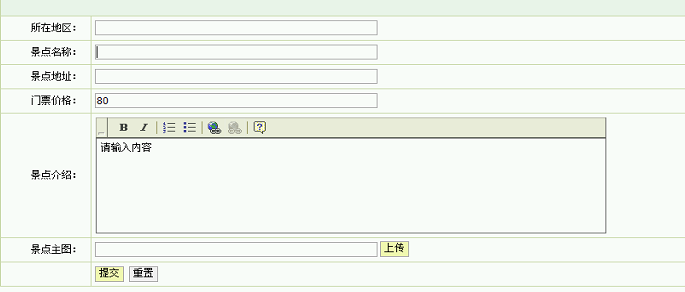 所在地区：
景点名称：
景点地址：
门票价格： 80
B I
请输入内容
景点介绍：
景点主图： 上传
提交 重置